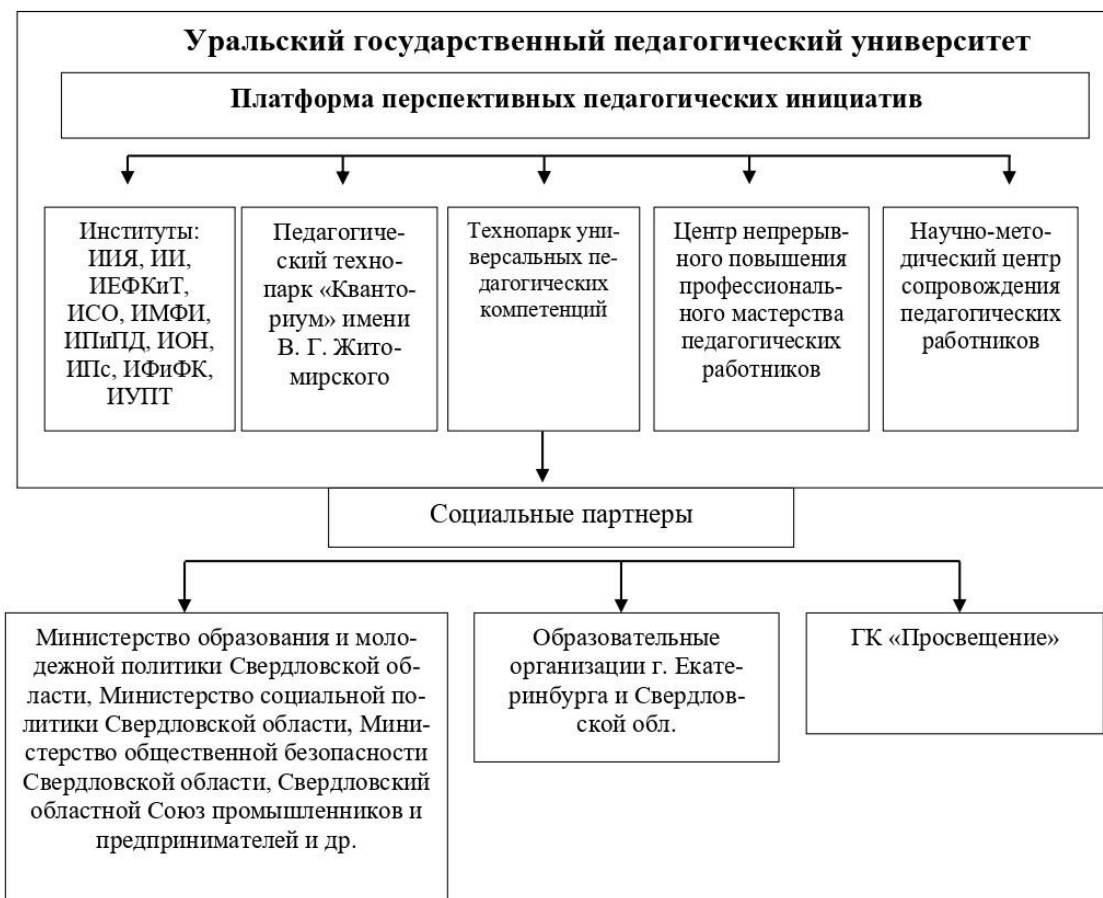 Уральский государственный педагогический университет
Платформа перспективных педагогических инициатив
Институты:
ИИЯ, ИИ,
ИЕФКиТ,
ИСО, ИМФИ,
ИПиПД, ИОН,
ИПс, ИФиФК,
ИУПТ
Педагогиче-
ский техно-
парк «Кванто-
риум» имени
В. Г. Жито-
мирского
Технопарк уни-
версальных пе-
дагогических
компетенций
Центр непрерыв-
ного повышения
профессиональ-
ного мастерства
педагогических
работников
Научно-мето-
дический центр
сопровождения
педагогических
работников
Социальные партнеры
Министерство образования и моло-
дежной политики Свердловской об-
ласти, Министерство социальной по-
литики Свердловской области, Мини-
стерство общественной безопасности
Свердловской области, Свердловский
областной Союз промышленников и
предпринимателей и др.
Образовательные
организации г. Екате-
ринбурга и Свердлов-
ской обл.
ГК «Просвещение»